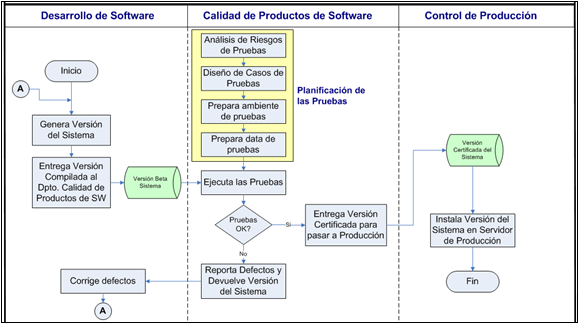 Desarrollo de Software
Calidad de Productos de Software
Control de Producción
Inicio
A
Genera Versión
del Sistema
Entrega Versión
Compilada al
Dpto. Calidad de
Productos de SW
Versión Beta
Sistema
Análisis de Riesgos
de Pruebas
Diseño de Casos de
Pruebas
Prepara ambiente
de pruebas
Prepara data de
pruebas
Planificación de
las Pruebas
Ejecuta las Pruebas
Pruebas
OK?
Si
No
Entrega Versión
Certificada para
pasar a Producción
Reporta Defectos y
Devuelve Versión
del Sistema
Corrige defectos
A
Versión
Certificada del
Sistema
Instala Versión del
Sistema en Servidor
de Producción
Fin